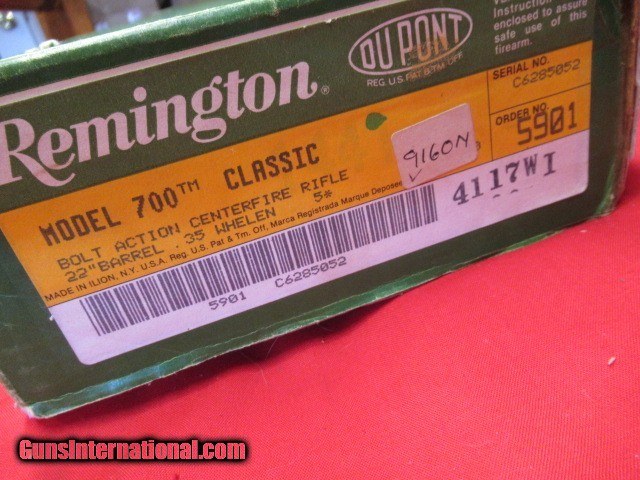 Instruction
enclosed to assure
safe use of this
firearm.
Remington®
DU PONT
REG. U.S. PAT & TM. OFF.
SERIAL NO.
C6285052
ORDER NO.
5901
MODEL 700™ CLASSIC
9160N
BOLT ACTION CENTERFIRE RIFLE
22" BARREL .35 WHELEN 5*
4117WI
MADE IN ILION, N.Y. U.S.A. Reg. U.S. Pat & Tm. Off. Marca Registrada Marque Deposee
5901 C6285052
GunsInternational.com